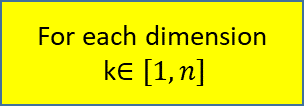 For each dimension
k∈ [1, n]